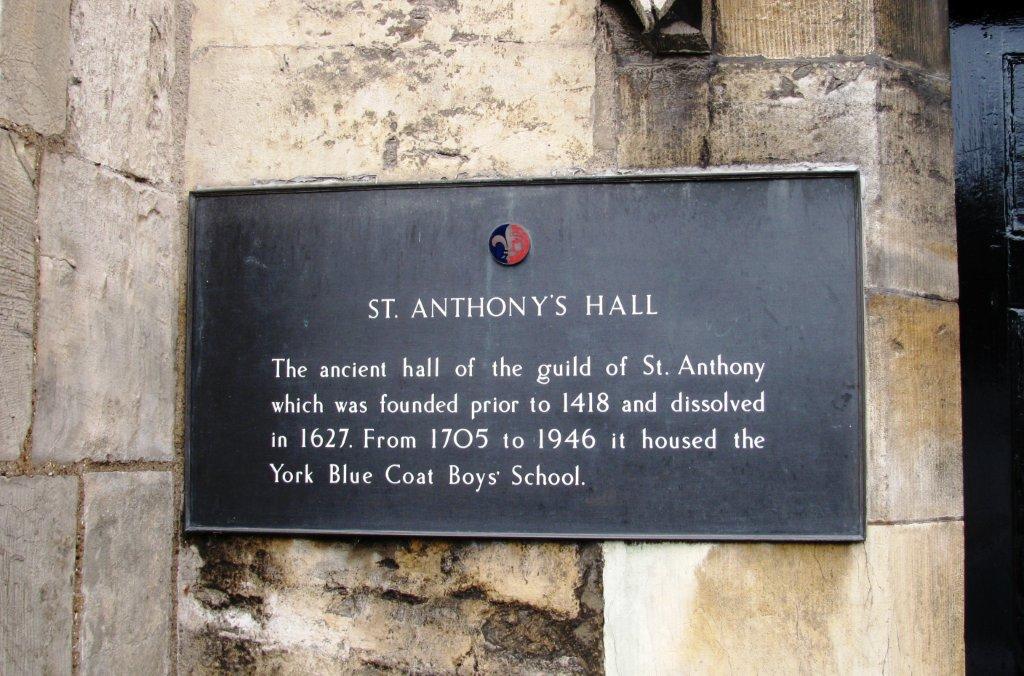 ST. ANTHONY'S HALL
The ancient hall of the guild of St. Anthony
which was founded prior to 1418 and dissolved
in 1627. From 1705 to 1946 it housed the
York Blue Coat Boys' School.